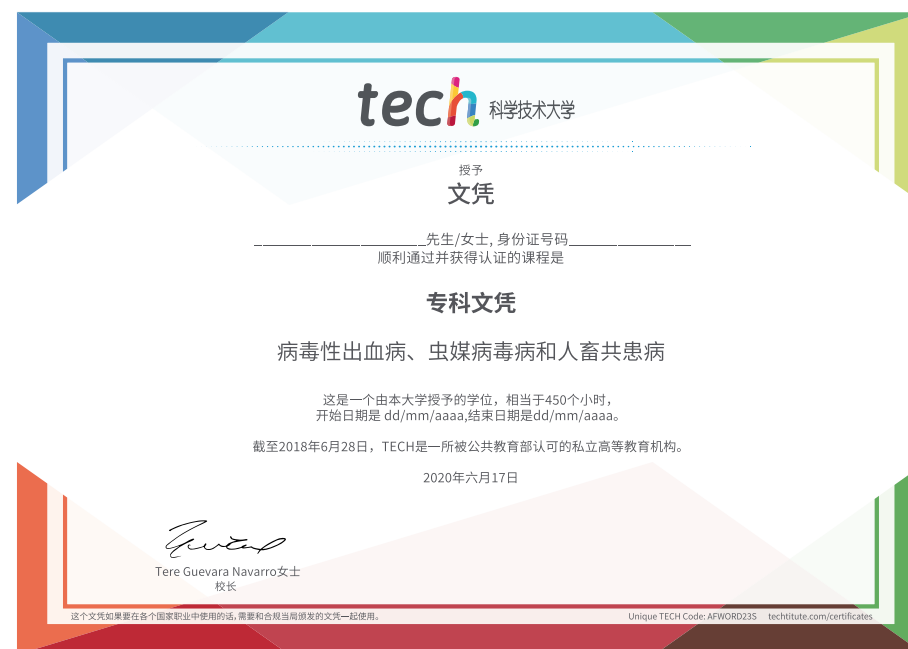 tech 科学技术大学
授予
文凭
______________________先生/女士, 身份证号码________________
顺利通过并获得认证的课程是
专科文凭
病毒性出血病、虫媒病毒病和人畜共患病
这是一个由本大学授予的学位，相当于450个小时，
开始日期是 dd/mm/aaaa,结束日期是dd/mm/aaaa。
截至2018年6月28日，TECH是一所被公共教育部认可的私立高等教育机构。
2020年六月17日
Tere Guevara Navarro女士
校长
这个文凭如果要在各个国家职业中使用的话,需要和合规当局颁发的文凭一起使用。
Unique TECH Code: AFWORD23S techtitute.com/certificates